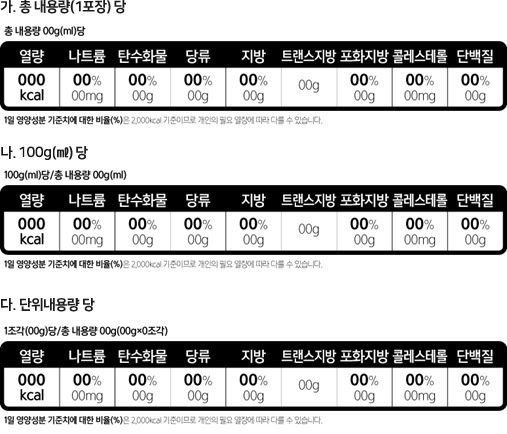 가. 총 내용량(1포장) 당
총 내용량 00g(ml)당
열량 나트륨 탄수화물 당류 지방 트랜스지방 포화지방 콜레스테롤 단백질
000 00% 00% 00% 00% 00g 00% 00% 00%
kcal 00mg 00g 00g 00g 00g 00mg 00g
1일 영양성분 기준치에 대한 비율(%)은 2,000kcal 기준이므로 개인의 필요 열량에 따라 다를 수 있습니다.
나. 100g(㎖) 당
100g(ml)당/총 내용량 00g(ml)
열량 나트륨 탄수화물 당류 지방 트랜스지방 포화지방 콜레스테롤 단백질
000 00% 00% 00% 00% 00g 00% 00% 00%
kcal 00mg 00g 00g 00g 00g 00mg 00g
1일 영양성분 기준치에 대한 비율(%)은 2,000kcal 기준이므로 개인의 필요 열량에 따라 다를 수 있습니다.
다. 단위내용량 당
1조각(00g)당/총 내용량 00g(00g×0조각)
열량 나트륨 탄수화물 당류 지방 트랜스지방 포화지방 콜레스테롤 단백질
000 00% 00% 00% 00% 00g 00% 00% 00%
kcal 00mg 00g 00g 00g 00g 00mg 00g
1일 영양성분 기준치에 대한 비율(%)은 2,000kcal 기준이므로 개인의 필요 열량에 따라 다를 수 있습니다.